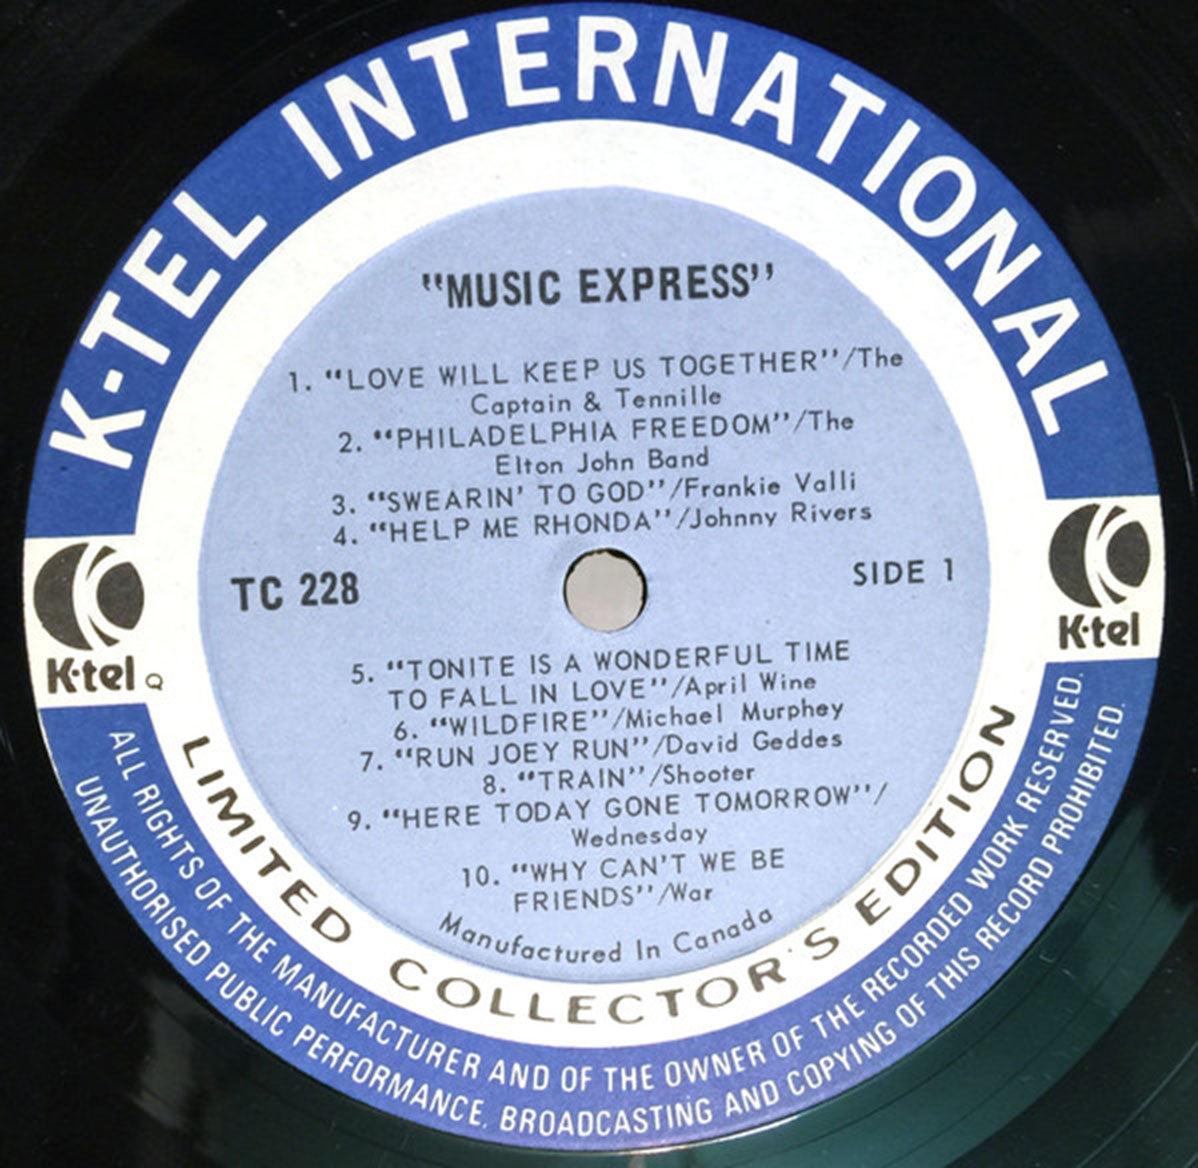 K-TEL INTERNATIONAL
"MUSIC EXPRESS"
1. "LOVE WILL KEEP US TOGETHER"/The
Captain & Tennille
2. "PHILADELPHIA FREEDOM"/The
Elton John Band
3. "SWEARIN' TO GOD"/Frankie Valli
4. "HELP ME RHONDA"/Johnny Rivers
TC 228
SIDE 1
K-tel Q
K-tel
5. "TONITE IS A WONDERFUL TIME
TO FALL IN LOVE"/April Wine
6. "WILDFIRE"/Michael Murphey
7. "RUN JOEY RUN"/David Geddes
8. "TRAIN"/Shooter
9. "HERE TODAY GONE TOMORROW"/
Wednesday
10. "WHY CAN'T WE BE
FRIENDS"/War
Manufactured In Canada
LIMITED COLLECTOR'S EDITION
ALL RIGHTS OF THE MANUFACTURER AND OF THE OWNER OF THE RECORDED WORK RESERVED.
UNAUTHORISED PUBLIC PERFORMANCE, BROADCASTING AND COPYING OF THIS RECORD PROHIBITED.